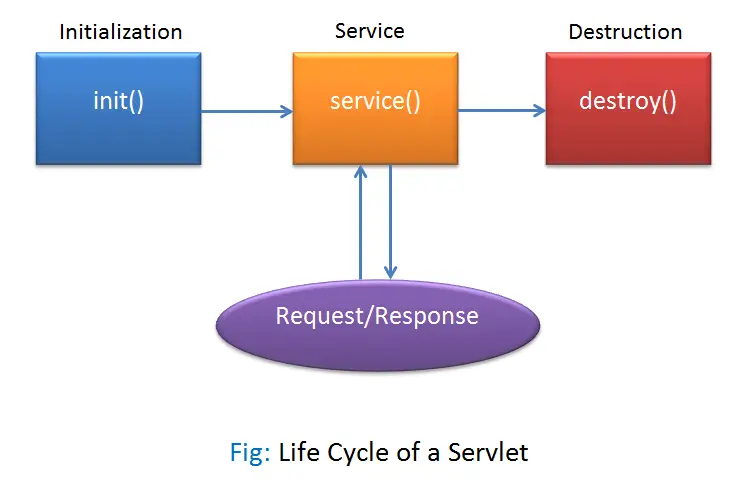 Initialization
Service
Destruction
init()
service()
destroy()
Request/Response
Fig: Life Cycle of a Servlet